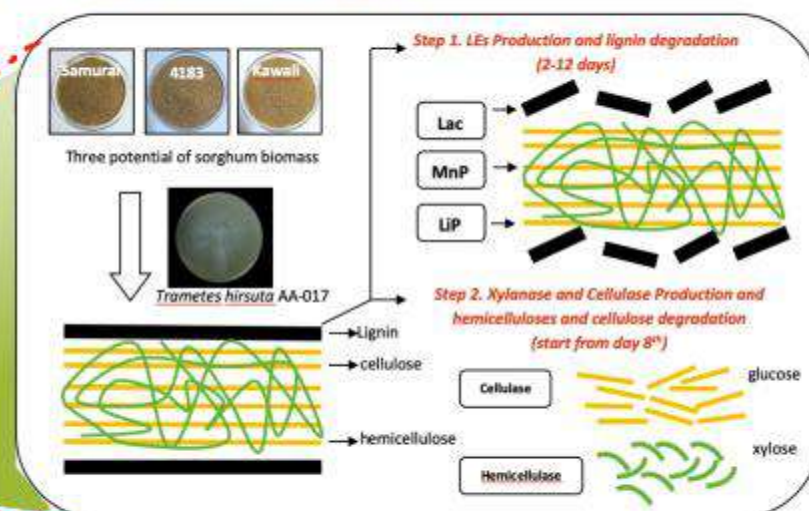 Samurai
4183
Kawali
Three potential of sorghum biomass
Trametes hirsuta AA-017
Lignin
cellulose
hemicellulose
Step 1. LEs Production and lignin degradation
(2-12 days)
Lac
MnP
LiP
Step 2. Xylanase and Cellulase Production and
hemicelluloses and cellulose degradation
(start from day 8th)
Cellulase
glucose
Hemicellulase
xylose